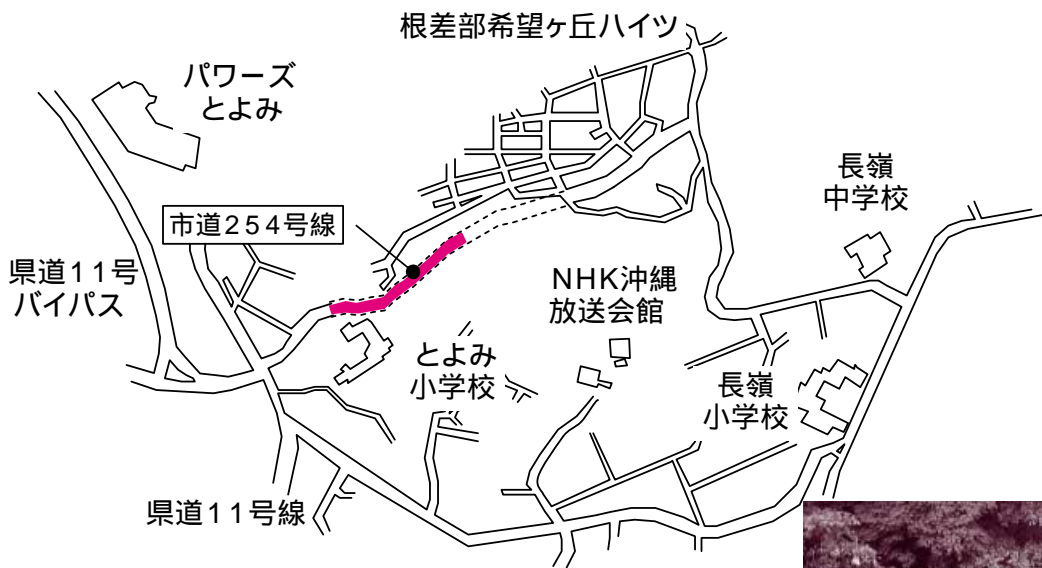 根差部希望ヶ丘ハイツ
パワーズ
とよみ
長嶺
中学校
市道254号線
県道11号
バイパス
NHK沖縄
放送会館
とよみ
小学校
長嶺
小学校
県道11号線